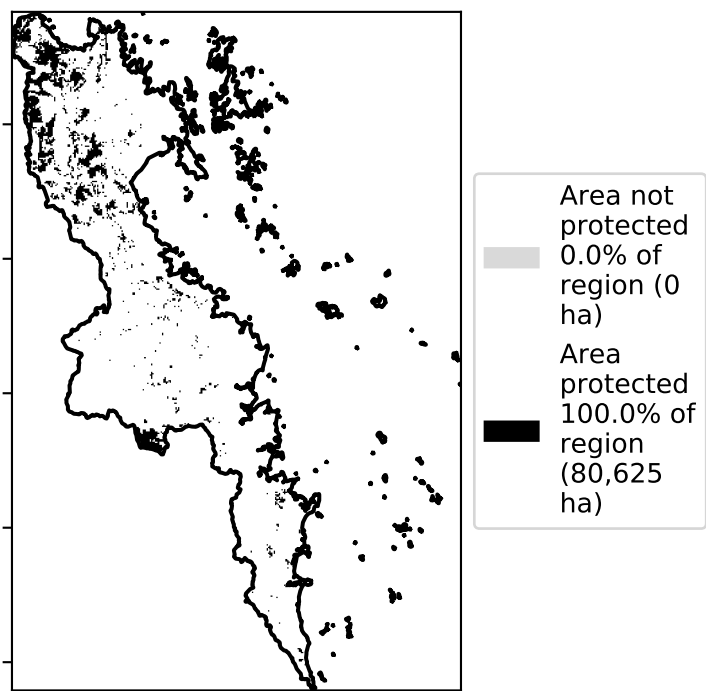 Area not
protected
0.0% of
region (0
ha)
Area
protected
100.0% of
region
(80,625
ha)